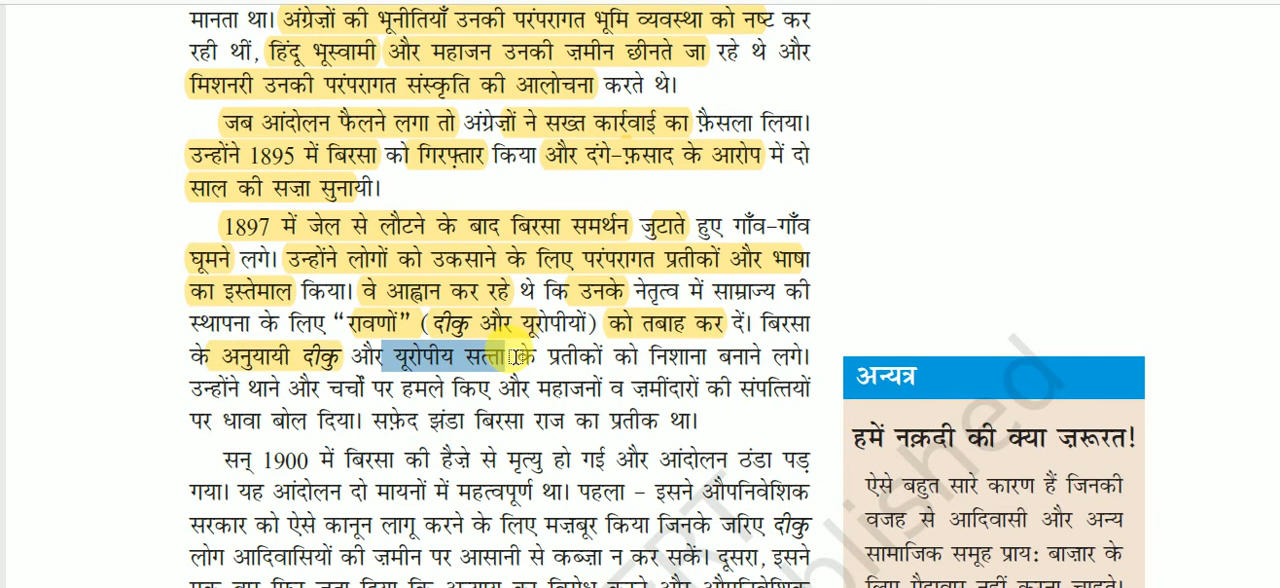 मानता था। अंग्रेज़ों की भूनीतियाँ उनकी परंपरागत भूमि व्यवस्था को नष्ट कर
रही थीं, हिंदू भूस्वामी और महाजन उनकी ज़मीन छीनते जा रहे थे और
मिशनरी उनकी परंपरागत संस्कृति की आलोचना करते थे।
जब आंदोलन फैलने लगा तो अंग्रेज़ों ने सख्त कार्रवाई का फ़ैसला लिया।
उन्होंने 1895 में बिरसा को गिरफ़्तार किया और दंगे-फ़साद के आरोप में दो
साल की सज़ा सुनायी।
1897 में जेल से लौटने के बाद बिरसा समर्थन जुटाते हुए गाँव-गाँव
घूमने लगे। उन्होंने लोगों को उकसाने के लिए परंपरागत प्रतीकों और भाषा
का इस्तेमाल किया। वे आह्वान कर रहे थे कि उनके नेतृत्व में साम्राज्य की
स्थापना के लिए “रावणों” (दीकु और यूरोपीयों) को तबाह कर दें। बिरसा
के अनुयायी दीकु और यूरोपीय सत्ता के प्रतीकों को निशाना बनाने लगे।
उन्होंने थाने और चर्चों पर हमले किए और महाजनों व ज़मींदारों की संपत्तियों
पर धावा बोल दिया। सफ़ेद झंडा बिरसा राज का प्रतीक था।
सन् 1900 में बिरसा की हैज़े से मृत्यु हो गई और आंदोलन ठंडा पड़
गया। यह आंदोलन दो मायनों में महत्वपूर्ण था। पहला – इसने औपनिवेशिक
सरकार को ऐसे कानून लागू करने के लिए मज़बूर किया जिनके जरिए दीकु
लोग आदिवासियों की ज़मीन पर आसानी से कब्ज़ा न कर सकें। दूसरा, इसने
अन्यत्र
हमें नक़दी की क्या ज़रूरत!
ऐसे बहुत सारे कारण हैं जिनकी
वजह से आदिवासी और अन्य
सामाजिक समूह प्राय: बाज़ार के